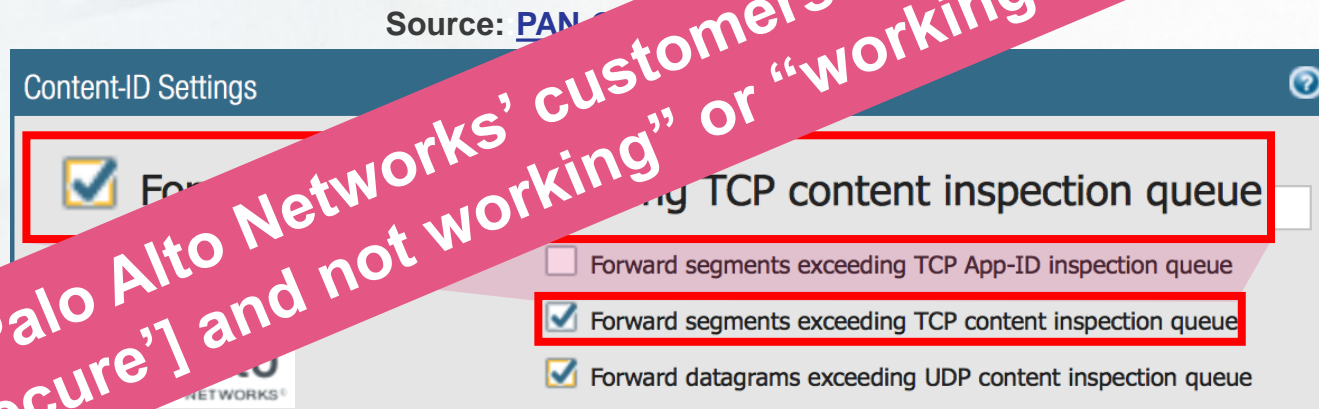 Source: PAN
Content-ID Settings
Palo Alto Networks’ customers
and not working” or “working
TCP content inspection queue
Forward segments exceeding TCP App-ID inspection queue
Forward segments exceeding TCP content inspection queue
Forward datagrams exceeding UDP content inspection queue
NETWORKS